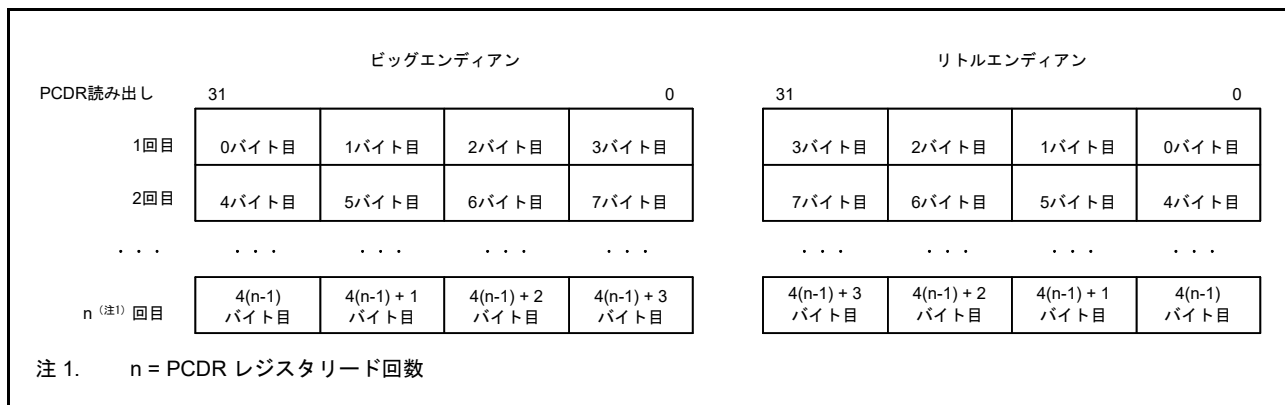 ビッグエンディアン リトルエンディアン
PCDR読み出し 31 0 31 0
1回目 0バイト目 1バイト目 2バイト目 3バイト目 3バイト目 2バイト目 1バイト目 0バイト目
2回目 4バイト目 5バイト目 6バイト目 7バイト目 7バイト目 6バイト目 5バイト目 4バイト目
・・・ ・・・ ・・・ ・・・ ・・・ ・・・ ・・・ ・・・ ・・・
n(注1)回目 4(n-1)バイト目 4(n-1) + 1バイト目 4(n-1) + 2バイト目 4(n-1) + 3バイト目 4(n-1) + 3バイト目 4(n-1) + 2バイト目 4(n-1) + 1バイト目 4(n-1)バイト目
注 1. n = PCDR レジスタリード回数